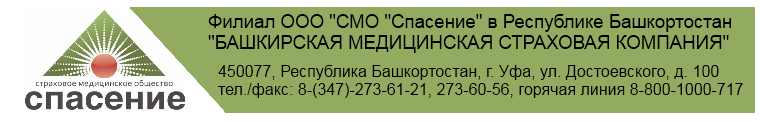 Филиал ООО "СМО "Спасение" в Республике Башкортостан
"БАШКИРСКАЯ МЕДИЦИНСКАЯ СТРАХОВАЯ КОМПАНИЯ"
450077, Республика Башкортостан, г. Уфа, ул. Достоевского, д. 100
тел./факс: 8-(347)-273-61-21, 273-60-56, горячая линия 8-800-1000-717
страховое медицинское общество
спасение